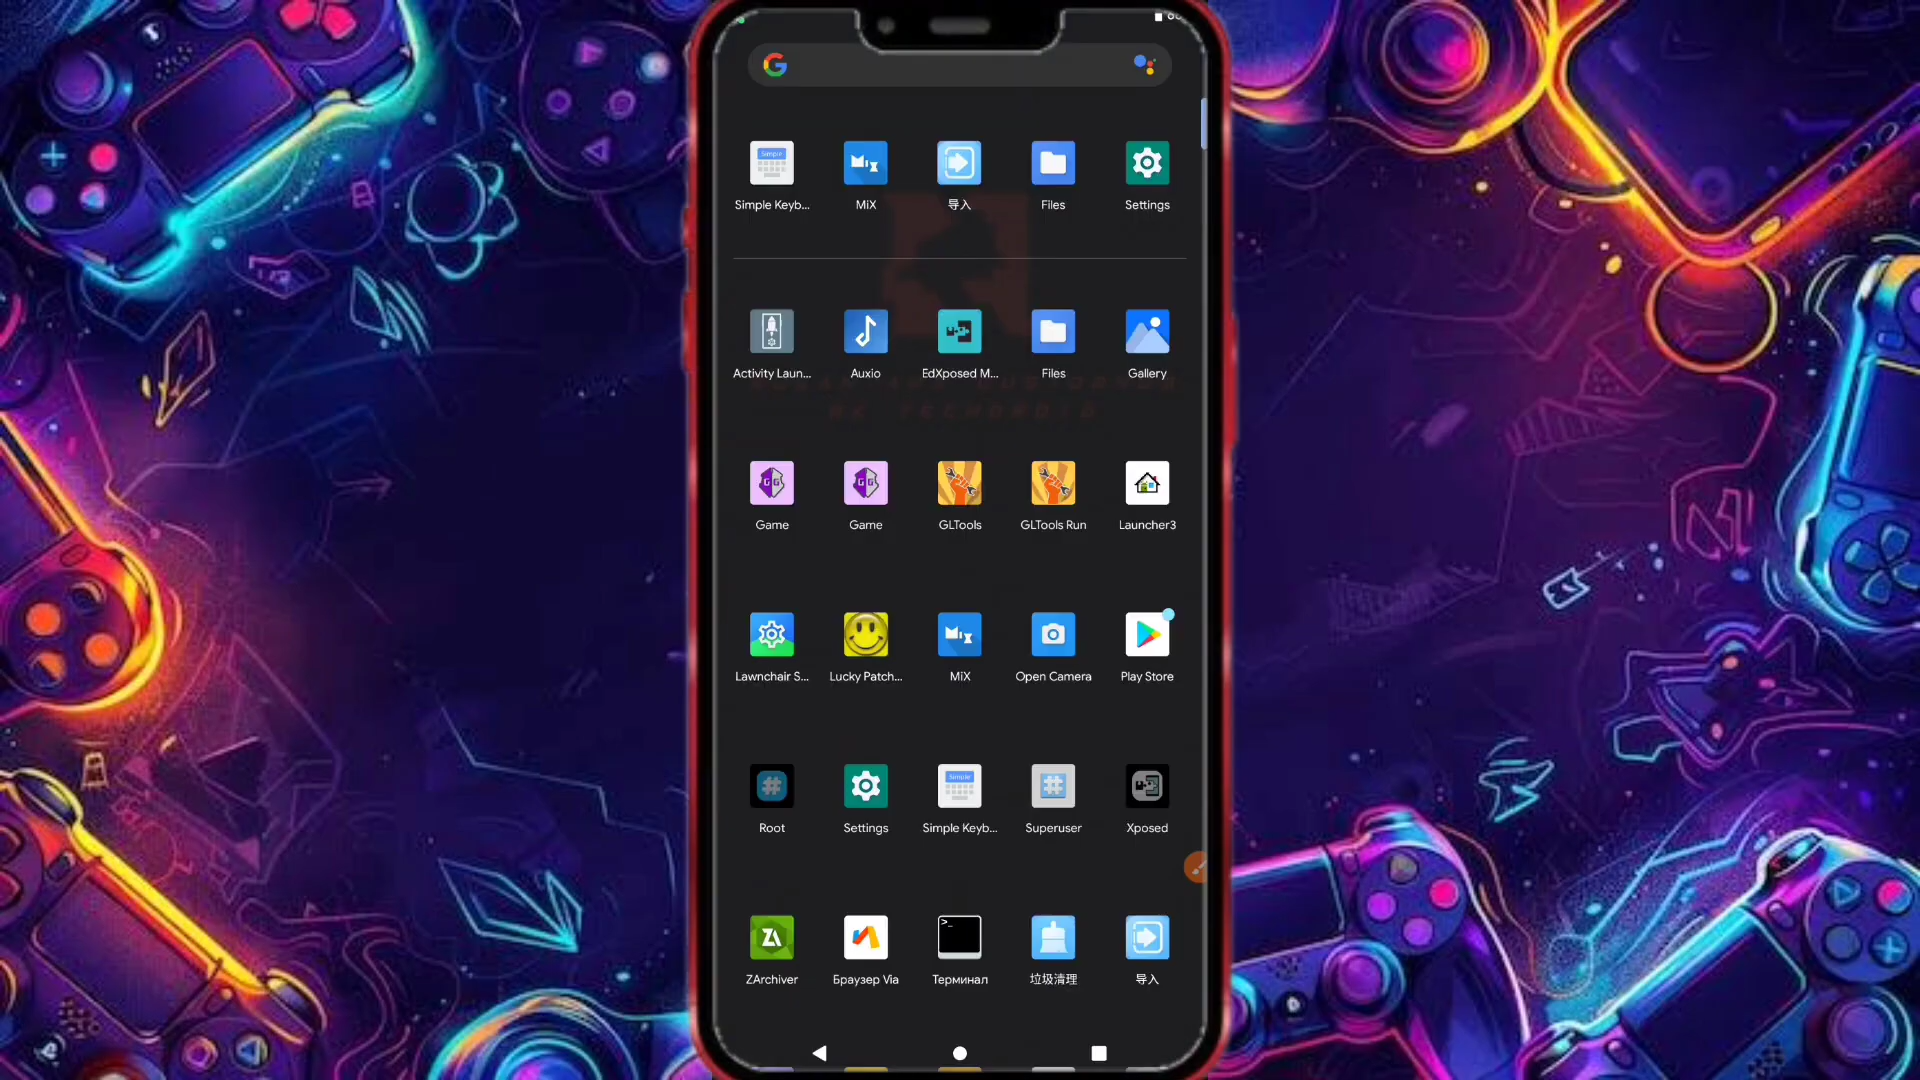 Simple Keyb... MiX 导入 Files Settings
Activity Laun... Auxio EdXposed M... Files Gallery
Game Game GLTools GLTools Run Launcher3
Lawnchair S... Lucky Patch... MiX Open Camera Play Store
Root Settings Simple Keyb... Superuser Xposed
ZArchiver Браузер Via Терминал 垃圾清理 导入